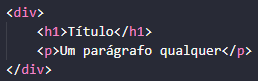 <div>
    <h1>Título</h1>
    <p>Um parágrafo qualquer</p>
</div>